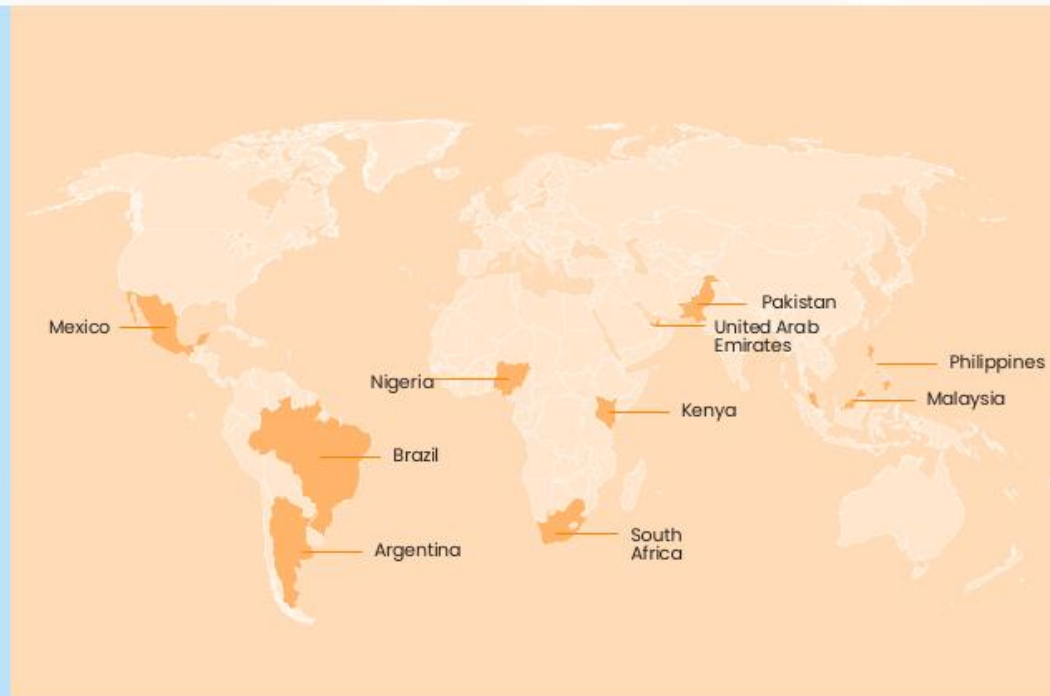 Mexico
Pakistan
United Arab
Emirates
Philippines
Nigeria
Malaysia
Kenya
Brazil
South
Africa
Argentina